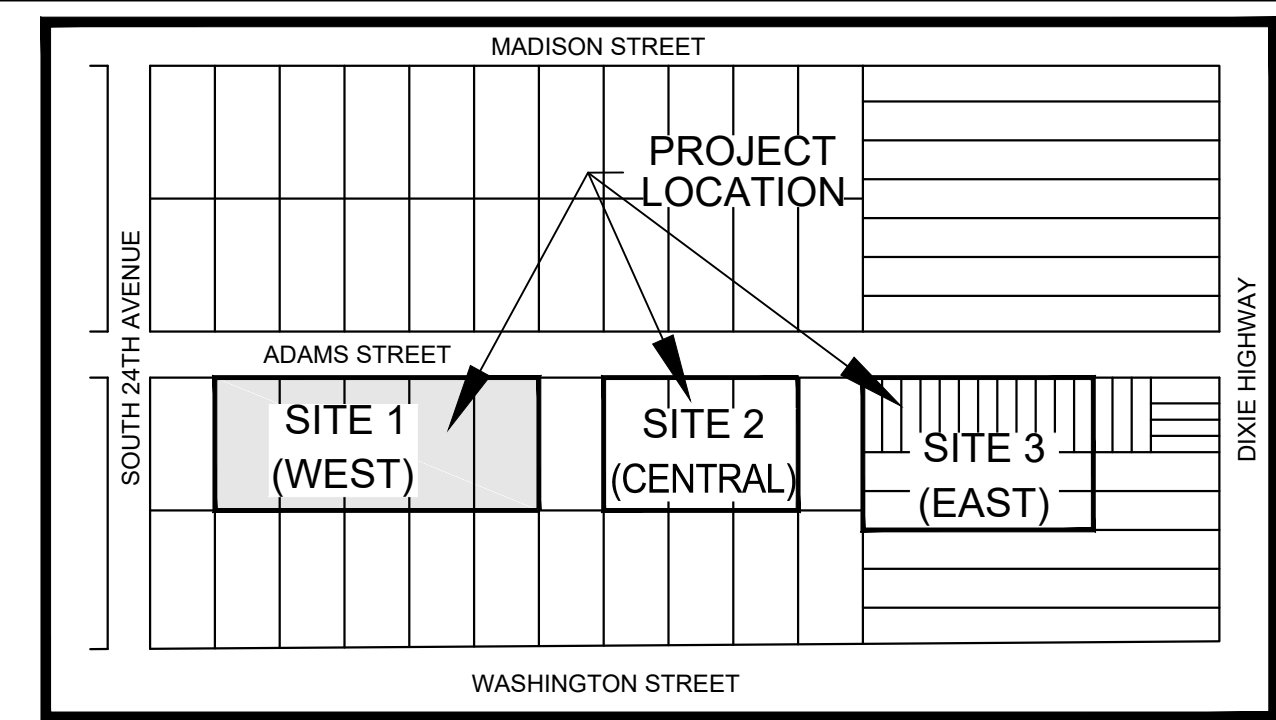 MADISON STREET
PROJECT
LOCATION
SOUTH 24TH AVENUE
DIXIE HIGHWAY
ADAMS STREET
SITE 1
(WEST)
SITE 2
(CENTRAL)
SITE 3
(EAST)
WASHINGTON STREET